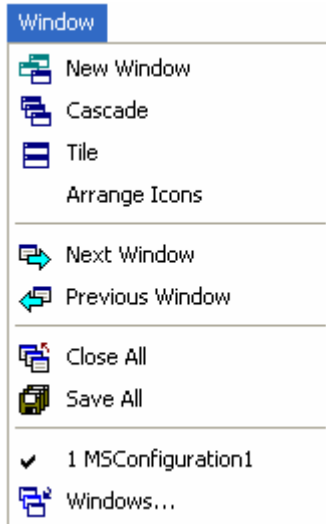 Window
New Window
Cascade
Tile
Arrange Icons
Next Window
Previous Window
Close All
Save All
1 MSConfiguration1
Windows...